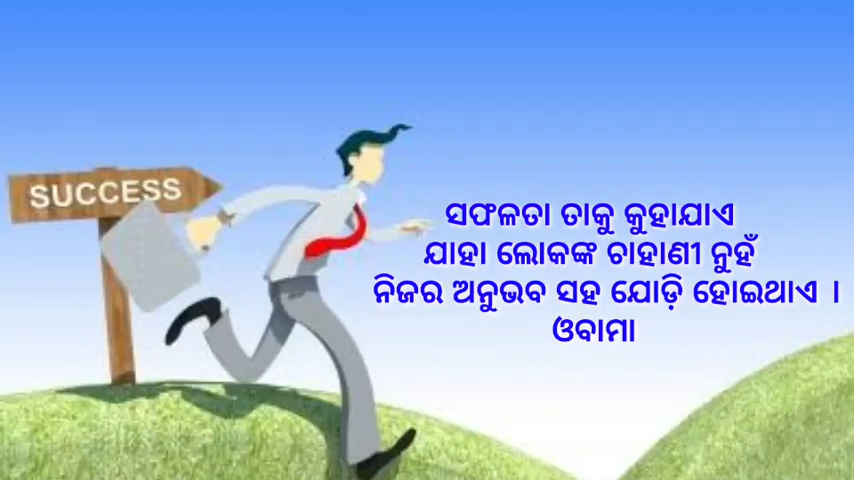 SUCCESS
ସଫଳତା ତାକୁ କୁହାଯାଏ
ଯାହା ଲୋକଙ୍କ ଚାହାଣୀ ନୁହଁ
ନିଜର ଅନୁଭବ ସହ ଯୋଡ଼ି ହୋଇଥାଏ ।
ଓବାମା